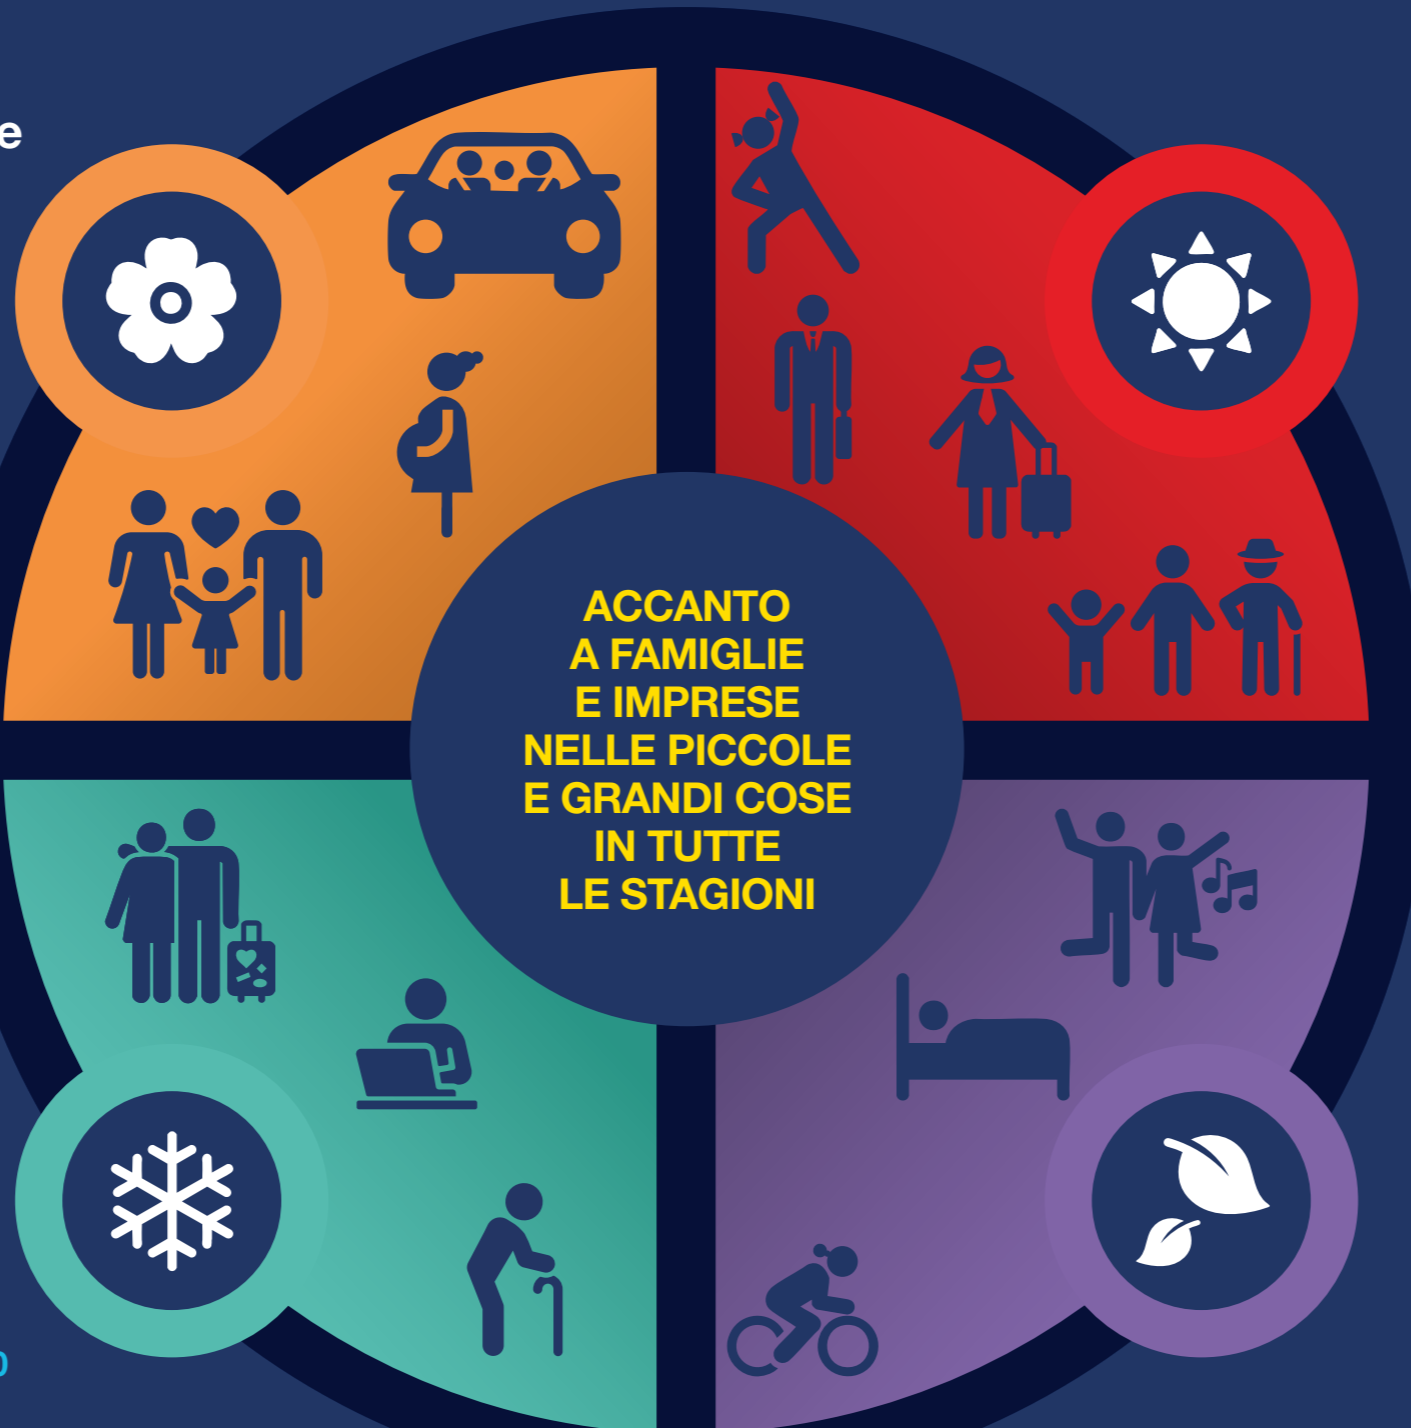 e
ACCANTO
A FAMIGLIE
E IMPRESE
NELLE PICCOLE
E GRANDI COSE
IN TUTTE
LE STAGIONI